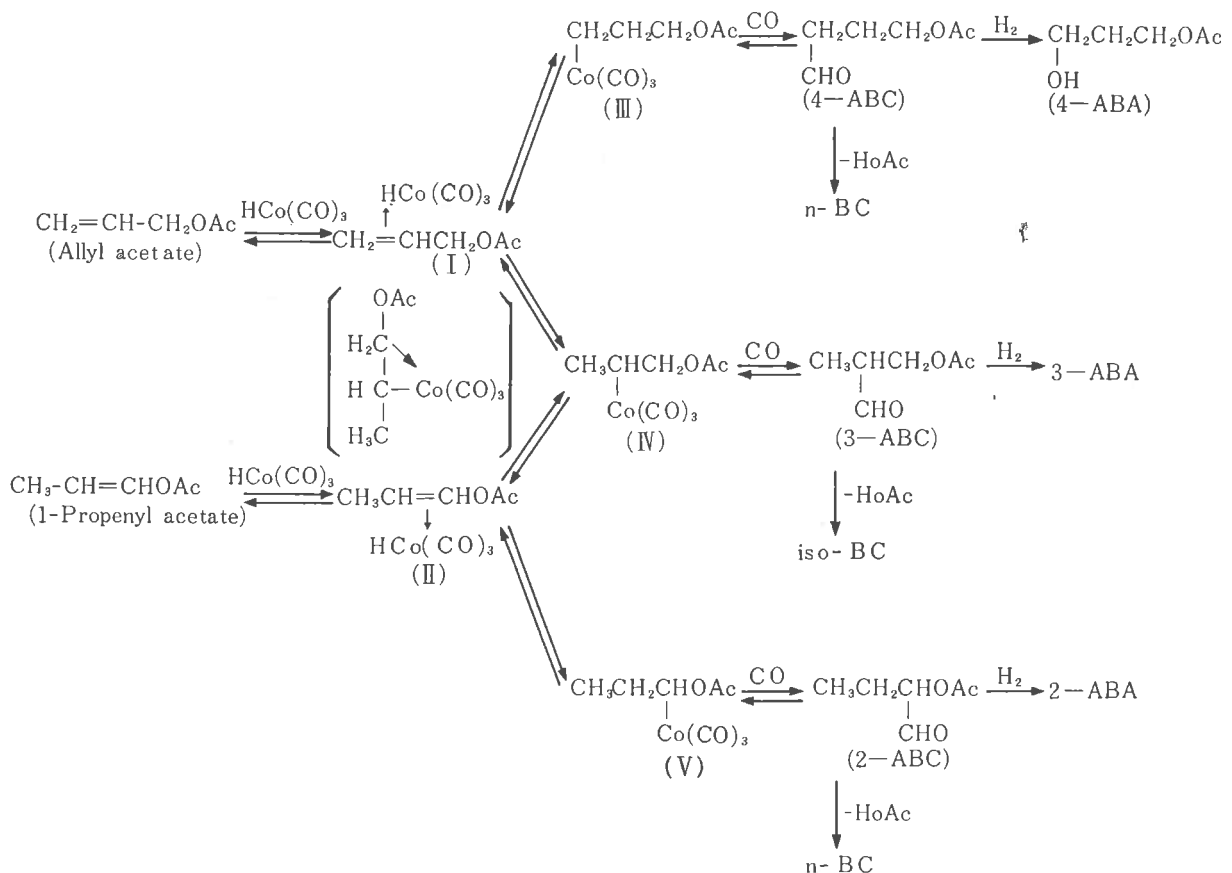 CH₂CH₂CH₂OAc CO CH₂CH₂CH₂OAc H₂ CH₂CH₂CH₂OAc
Co(CO)₃ CHO OH
(Ⅲ) (4-ABC) (4-ABA)
-HoAc
n-BC
HCo(CO)₃
CH₂=CH-CH₂OAc HCo(CO)₃ CH₂=CHCH₂OAc
(Allyl acetate) (Ⅰ)
OAc
H₂C
H C-Co(CO)₃
H₃C
CH₃CHCH₂OAc CO CH₃CHCH₂OAc H₂ 3-ABA
Co(CO)₃ CHO
(Ⅳ) (3-ABC)
-HoAc
iso-BC
CH₃-CH=CHOAc HCo(CO)₃ CH₃CH=CHOAc
(1-Propenyl acetate) HCo(CO)₃
(Ⅱ)
CH₃CH₂CHOAc CO CH₃CH₂CHOAc H₂ 2-ABA
Co(CO)₃ CHO
(Ⅴ) (2-ABC)
-HoAc
n-BC